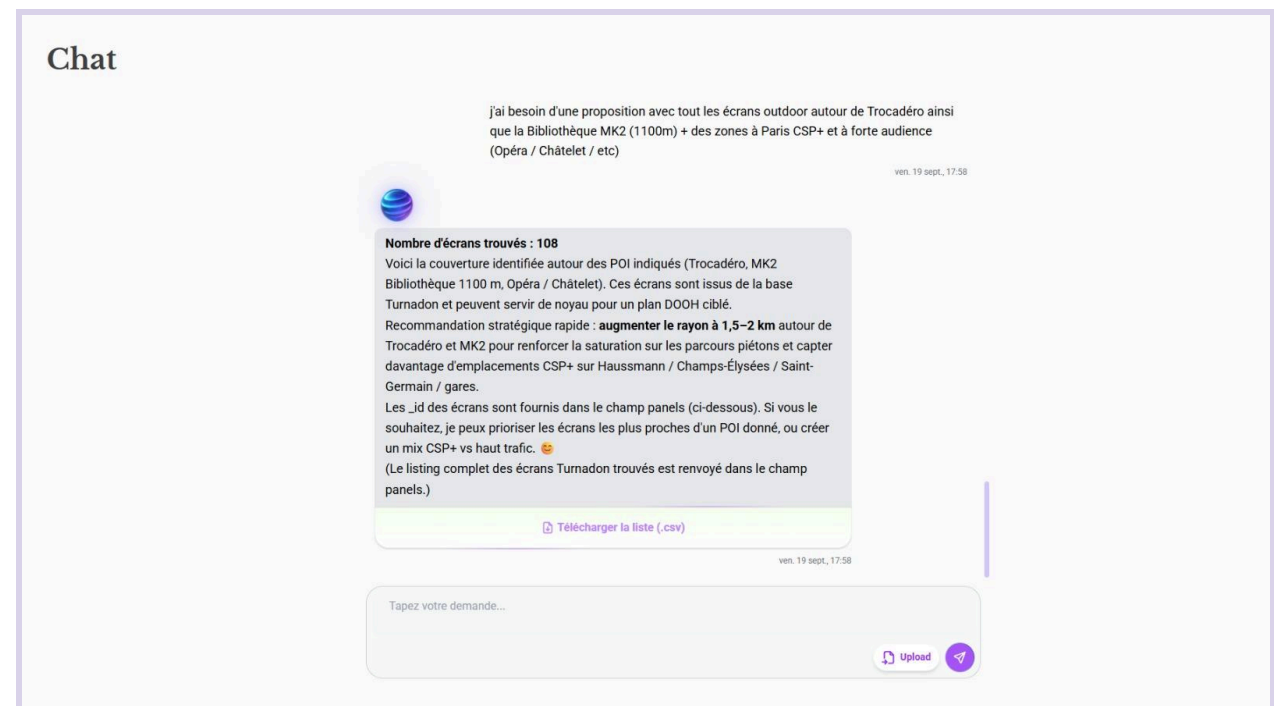 Chat
j'ai besoin d'une proposition avec tout les écrans outdoor autour de Trocadéro ainsi
que la Bibliothèque MK2 (1100m) + des zones à Paris CSP+ et à forte audience
(Opéra / Châtelet / etc)
ven. 19 sept., 17:58
Nombre d'écrans trouvés : 108
Voici la couverture identifiée autour des POI indiqués (Trocadéro, MK2
Bibliothèque 1100 m, Opéra / Châtelet). Ces écrans sont issus de la base
Turnadon et peuvent servir de noyau pour un plan DOOH ciblé.
Recommandation stratégique rapide : augmenter le rayon à 1,5–2 km autour de
Trocadéro et MK2 pour renforcer la saturation sur les parcours piétons et capter
davantage d'emplacements CSP+ sur Haussmann / Champs-Élysées / Saint-
Germain / gares.
Les _id des écrans sont fournis dans le champ panels (ci-dessous). Si vous le
souhaitez, je peux prioriser les écrans les plus proches d'un POI donné, ou créer
un mix CSP+ vs haut trafic. 😊
(Le listing complet des écrans Turnadon trouvés est renvoyé dans le champ
panels.)
Télécharger la liste (.csv)
ven. 19 sept., 17:58
Tapez votre demande...
Upload